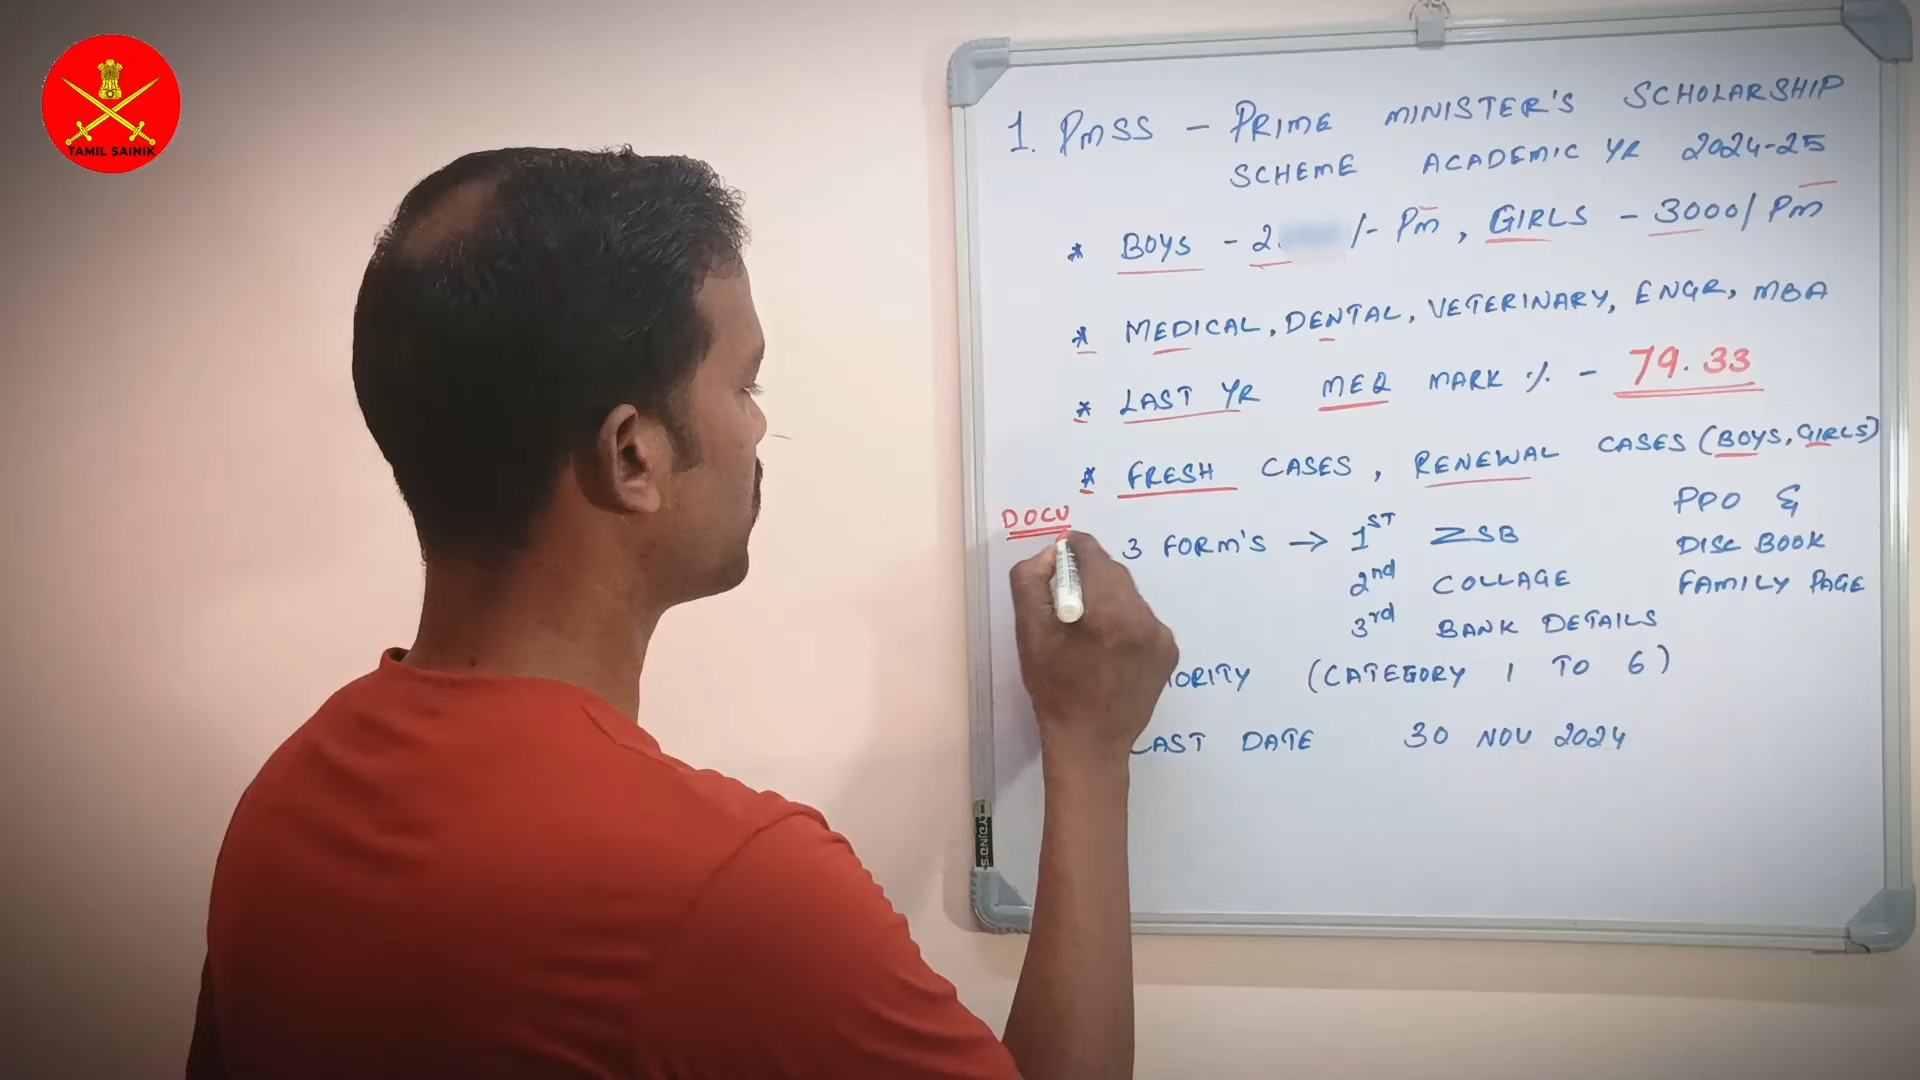 TAMIL SAINIK
1. PMSS - PRIME MINISTER'S SCHOLARSHIP
SCHEME ACADEMIC YR 2024-25
* BOYS - 2. /- PM, GIRLS - 3000/ PM
* MEDICAL, DENTAL, VETERINARY, ENGR, MBA
* LAST YR MEQ MARK % - 79.33
* FRESH CASES, RENEWAL CASES (BOYS, GIRLS)
DOCU
3 FORM'S → 1ST ZSB
2nd COLLAGE
3rd BANK DETAILS
PPO &
DISC BOOK
FAMILY PAGE
ORITY (CATEGORY 1 TO 6)
LAST DATE 30 NOV 2024